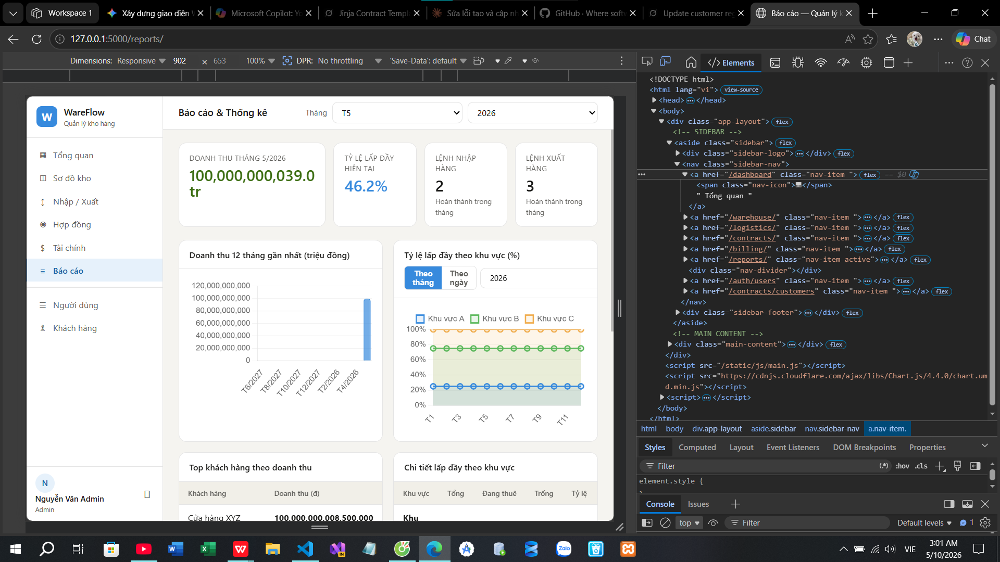 Workspace 1
Xây dựng giao diện
Microsoft Copilot: Yo
Jinja Contract Templ
Sửa lỗi tạo và cập nh
GitHub · Where softw
Update customer reg
Báo cáo — Quản lý k
127.0.0.1:5000/reports/
Chat
Dimensions: Responsive 902 × 653 100% DPR: No throttling 'Save-Data': default
W
WareFlow
Quản lý kho hàng
Tổng quan
Sơ đồ kho
Nhập / Xuất
Hợp đồng
$ Tài chính
Báo cáo
Người dùng
Khách hàng
N
Nguyễn Văn Admin
Admin
Báo cáo & Thống kê
Tháng T5 2026
DOANH THU THÁNG 5/2026
100,000,000,039.0
tr
TỶ LỆ LẤP ĐẦY
HIỆN TẠI
46.2%
LỆNH NHẬP
HÀNG
2
Hoàn thành trong
tháng
LỆNH XUẤT
HÀNG
3
Hoàn thành trong
tháng
Doanh thu 12 tháng gần nhất (triệu đồng)
120,000,000,000
100,000,000,000
80,000,000,000
60,000,000,000
40,000,000,000
20,000,000,000
0
T6/2027 T8/2027 T10/2027 T12/2027 T2/2026 T4/2026
Tỷ lệ lấp đầy theo khu vực (%)
Theo tháng
Theo ngày
2026
Khu vực A Khu vực B Khu vực C
100%
80%
60%
40%
20%
0%
T1 T3 T5 T7 T9 T11
Top khách hàng theo doanh thu
Khách hàng Doanh thu (đ)
Cửa hàng XYZ 100,000,000,008,500,000
Chi tiết lấp đầy theo khu vực
Khu vực Tổng Đang thuê Trống Tỷ lệ
Khu
Elements
<!DOCTYPE html>
<html lang="vi"> view-source
<head> ••• </head>
<body>
<div class="app-layout"> flex
<!-- SIDEBAR -->
<aside class="sidebar"> flex
<div class="sidebar-logo"> ••• </div> flex
<nav class="sidebar-nav">
••• <a href="/dashboard" class="nav-item "> flex == $0
<span class="nav-icon">▦</span>
" Tổng quan "
</a>
<a href="/warehouse/" class="nav-item "> ••• </a> flex
<a href="/logistics/" class="nav-item "> ••• </a> flex
<a href="/contracts/" class="nav-item "> ••• </a> flex
<a href="/billing/" class="nav-item "> ••• </a> flex
<a href="/reports/" class="nav-item active"> ••• </a> flex
<div class="nav-divider"></div>
<a href="/auth/users" class="nav-item "> ••• </a> flex
<a href="/contracts/customers" class="nav-item "> ••• </a> flex
</nav>
<div class="sidebar-footer"> ••• </div> flex
</aside>
<!-- MAIN CONTENT -->
<div class="main-content"> ••• </div> flex
</div>
<script src="/static/js/main.js"></script>
<script src="https://cdnjs.cloudflare.com/ajax/libs/Chart.js/4.4.0/chart.um
d.min.js"></script>
<script> ••• </script>
</body>
</html>
html body div.app-layout aside.sidebar nav.sidebar-nav a.nav-item.
Styles Computed Layout Event Listeners DOM Breakpoints Properties
Filter (.*) :hov .cls
element.style {
Console Issues
top Filter Default levels 1
Zalo
VIE
3:01 AM
5/10/2026